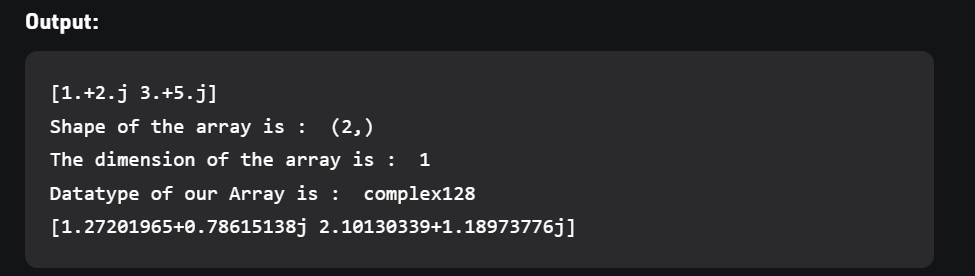 Output:
[1.+2.j 3.+5.j]
Shape of the array is :  (2,)
The dimension of the array is :  1
Datatype of our Array is :  complex128
[1.27201965+0.78615138j 2.10130339+1.18973776j]